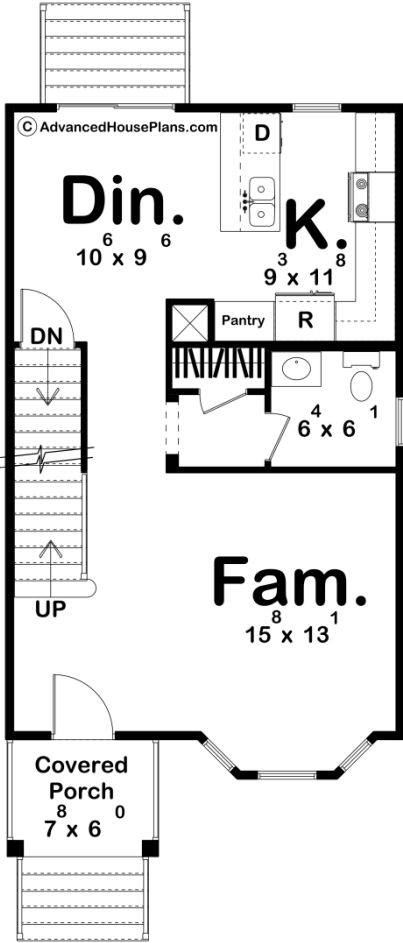 © AdvancedHousePlans.com
D
Din.
10⁶ x 9⁶
K.
9³ x 11⁸
Pantry
R
DN
6⁴ x 6¹
Fam.
15⁸ x 13¹
UP
Covered
Porch
7⁸ x 6⁰